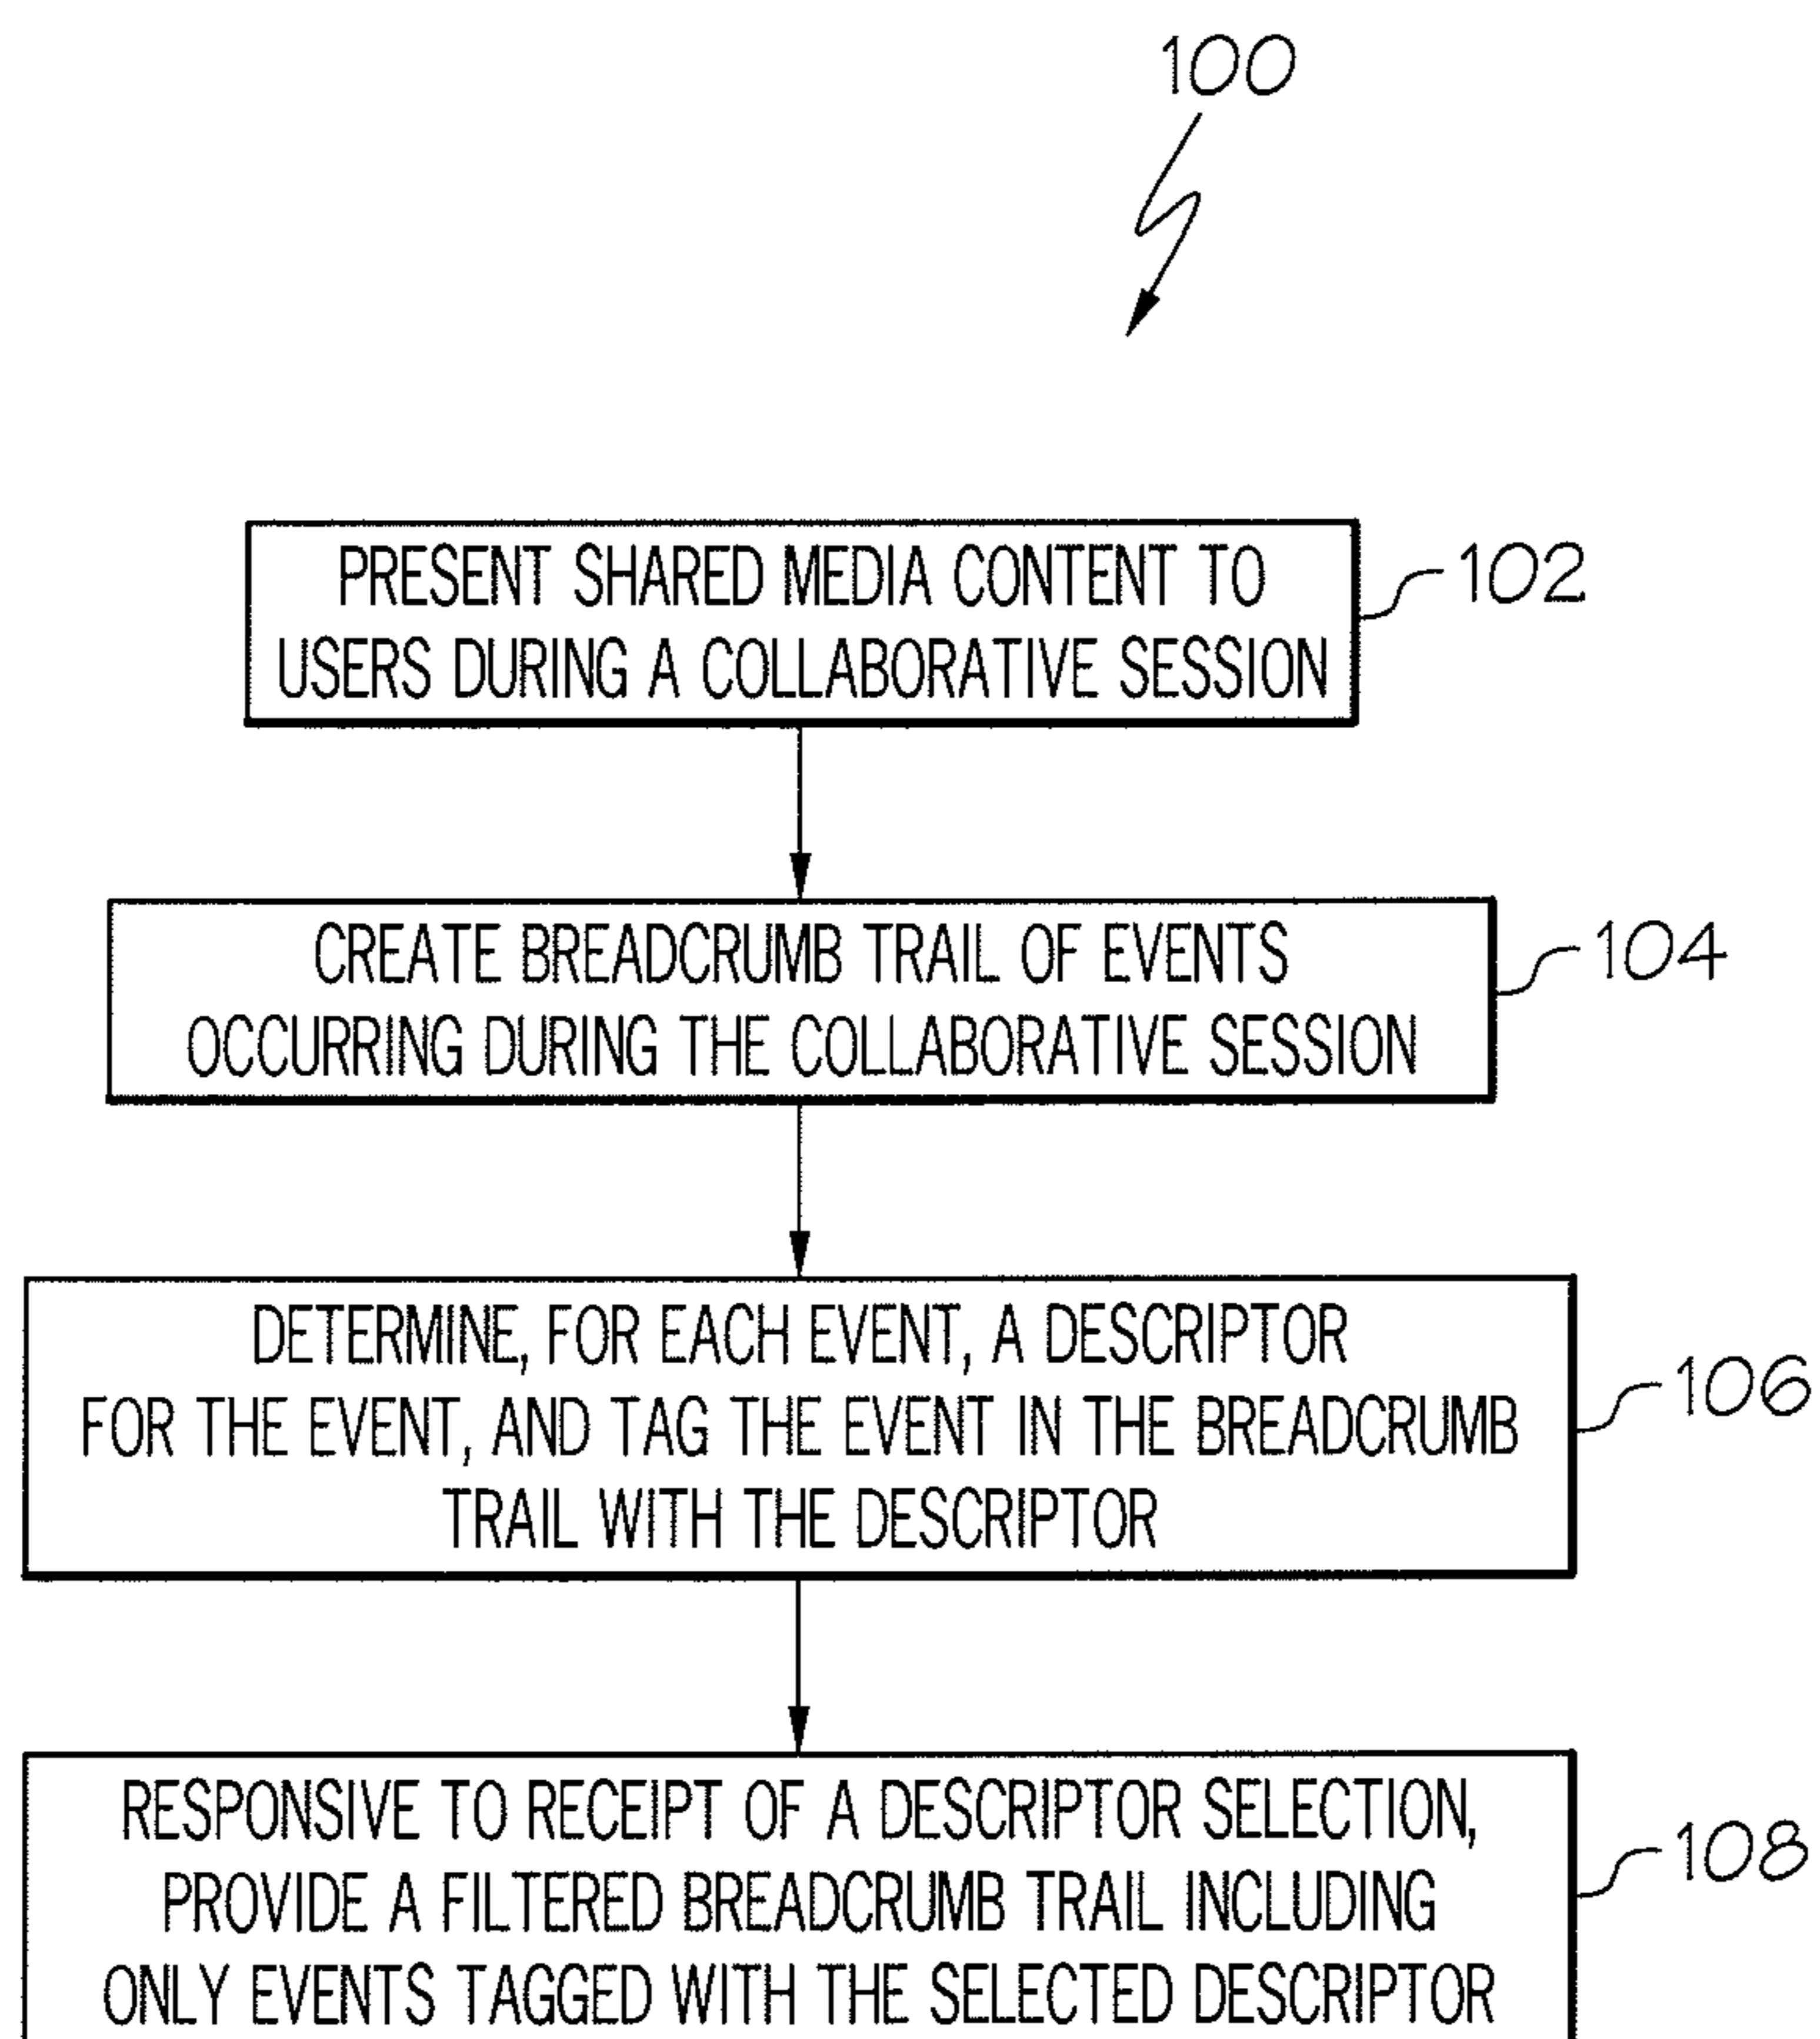 100
PRESENT SHARED MEDIA CONTENT TO
USERS DURING A COLLABORATIVE SESSION
102
CREATE BREADCRUMB TRAIL OF EVENTS
OCCURRING DURING THE COLLABORATIVE SESSION
104
DETERMINE, FOR EACH EVENT, A DESCRIPTOR
FOR THE EVENT, AND TAG THE EVENT IN THE BREADCRUMB
TRAIL WITH THE DESCRIPTOR
106
RESPONSIVE TO RECEIPT OF A DESCRIPTOR SELECTION,
PROVIDE A FILTERED BREADCRUMB TRAIL INCLUDING
ONLY EVENTS TAGGED WITH THE SELECTED DESCRIPTOR
108